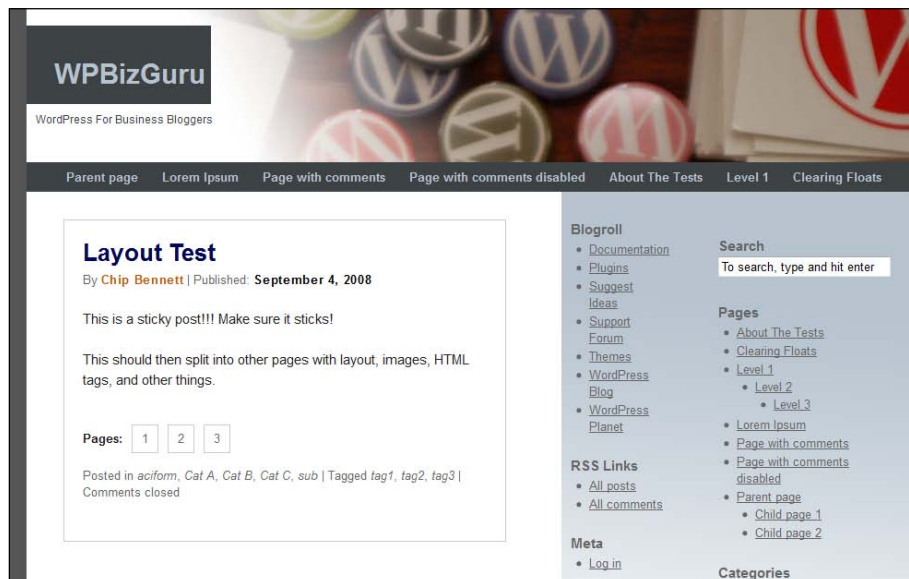 WPBizGuru
WordPress For Business Bloggers
Parent page Lorem Ipsum Page with comments Page with comments disabled About The Tests Level 1 Clearing Floats
Layout Test
By Chip Bennett | Published: September 4, 2008
This is a sticky post!!! Make sure it sticks!
This should then split into other pages with layout, images, HTML
tags, and other things.
Pages: 1 2 3
Posted in aciform, Cat A, Cat B, Cat C, sub | Tagged tag1, tag2, tag3 |
Comments closed
Blogroll
Documentation
Plugins
Suggest
Ideas
Support
Forum
Themes
WordPress
Blog
WordPress
Planet
RSS Links
All posts
All comments
Meta
Log in
Search
To search, type and hit enter
Pages
About The Tests
Clearing Floats
Level 1
Level 2
Level 3
Lorem Ipsum
Page with comments
Page with comments
disabled
Parent page
Child page 1
Child page 2
Categories